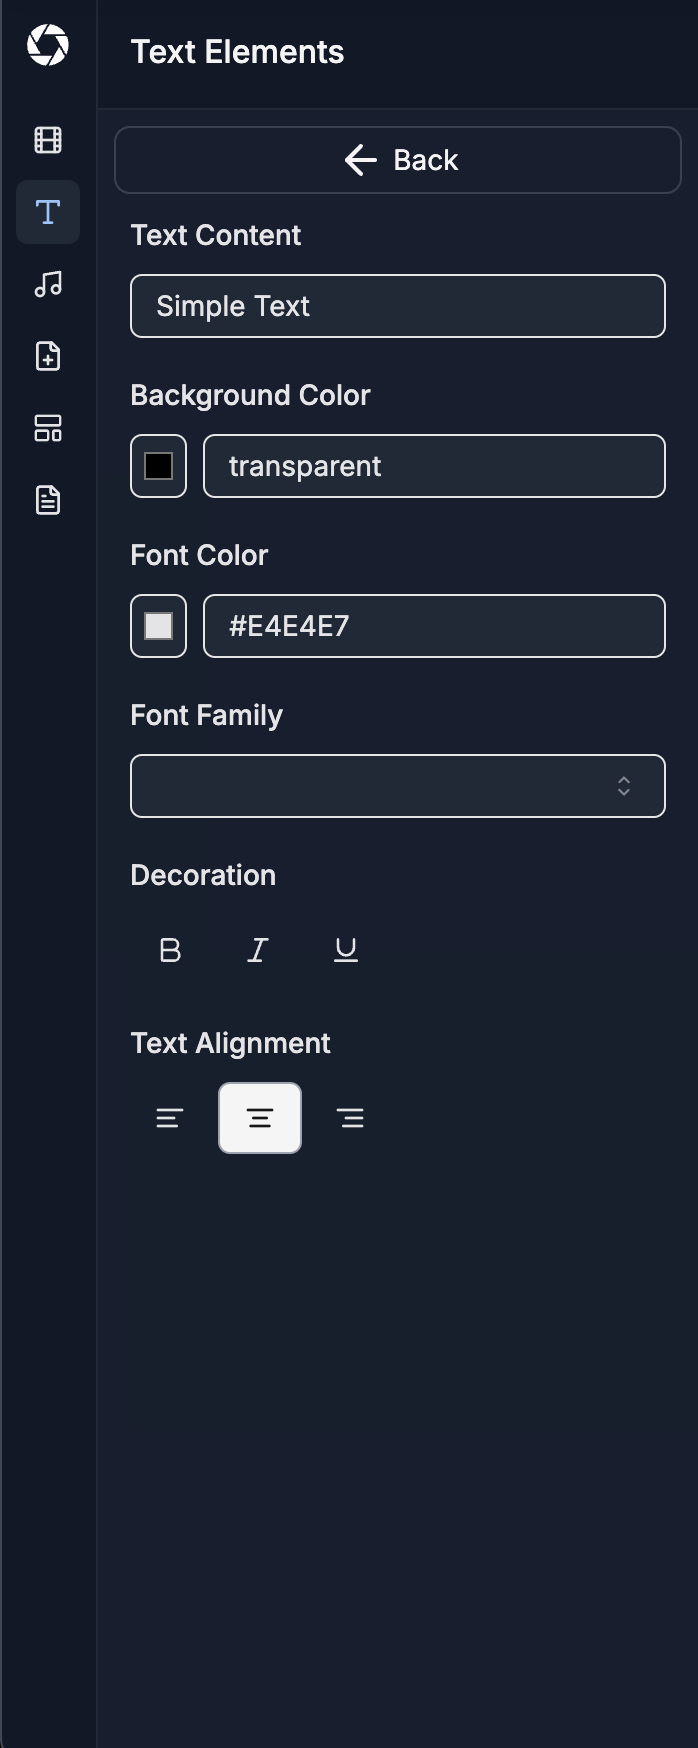 Text Elements
Back
Text Content
Simple Text
Background Color
transparent
Font Color
#E4E4E7
Font Family
Decoration
B I U
Text Alignment